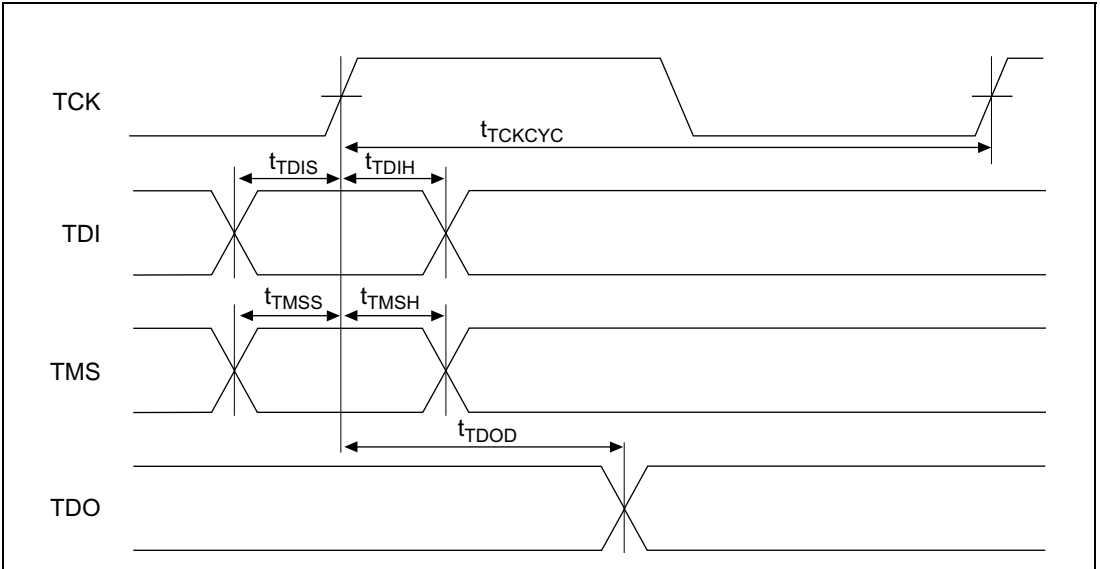 TCK
tTCKCYC
tTDIS tTDIH
TDI
tTMSS tTMSH
TMS
tTDOD
TDO